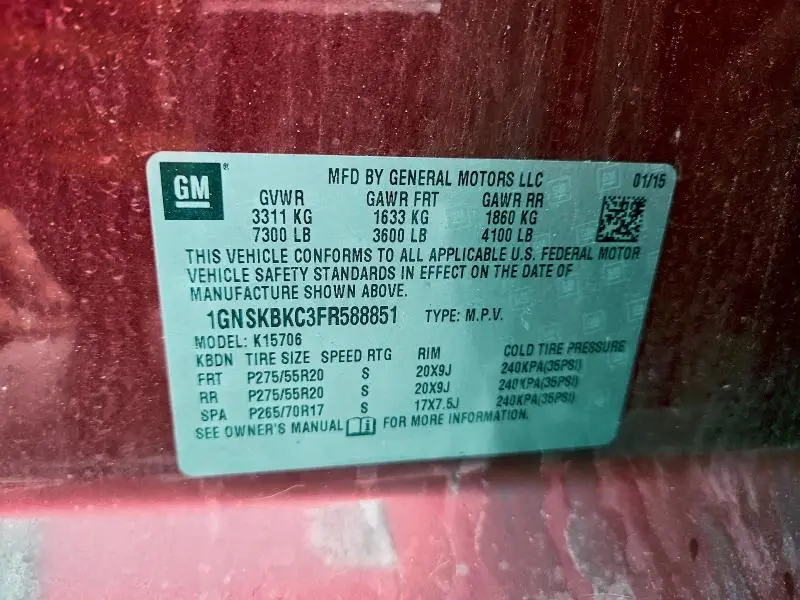 GM ® MFD BY GENERAL MOTORS LLC 01/15
GVWR GAWR FRT GAWR RR
3311 KG 1633 KG 1860 KG
7300 LB 3600 LB 4100 LB
THIS VEHICLE CONFORMS TO ALL APPLICABLE U.S. FEDERAL MOTOR
VEHICLE SAFETY STANDARDS IN EFFECT ON THE DATE OF
MANUFACTURE SHOWN ABOVE.
1GNSKBKC3FR588851 TYPE: M.P.V.
MODEL: K15706
KBDN TIRE SIZE SPEED RTG RIM COLD TIRE PRESSURE
FRT P275/55R20 S 20X9J 240KPA(35PSI)
RR P275/55R20 S 20X9J 240KPA(35PSI)
SPA P265/70R17 S 17X7.5J 240KPA(35PSI)
SEE OWNER'S MANUAL FOR MORE INFORMATION.